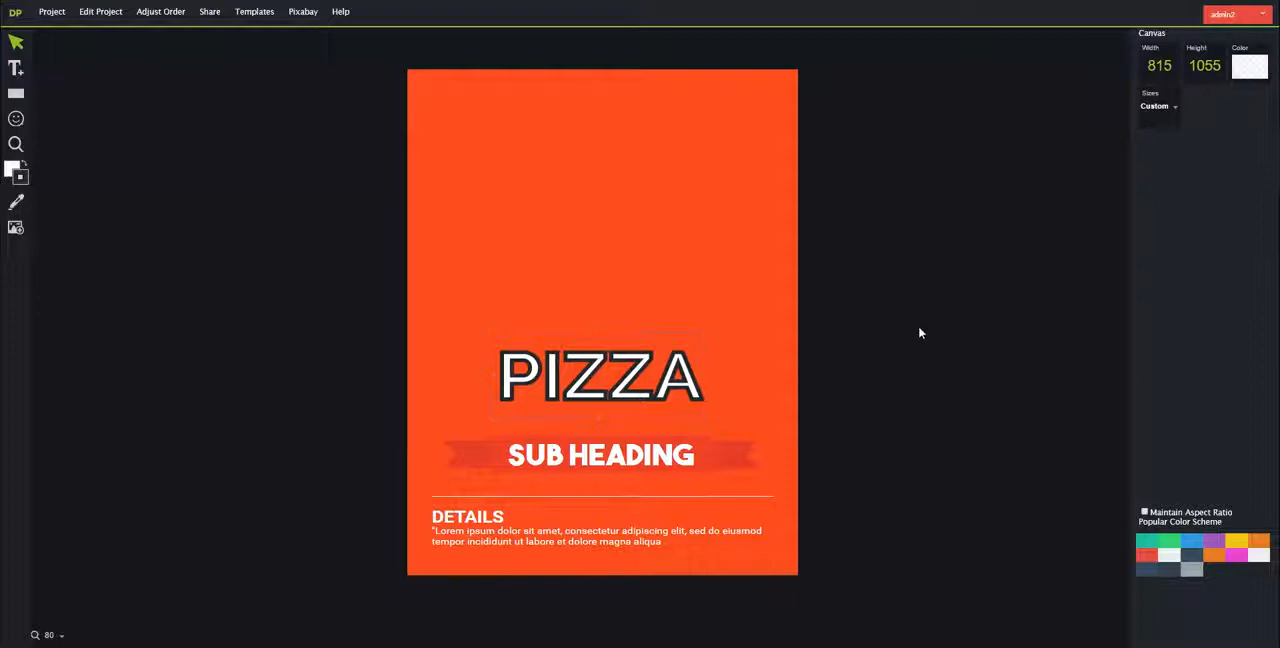 DP Project Edit Project Adjust Order Share Templates Pixabay Help admin2
Canvas
Width Height Color
815 1055
Sizes
Custom
PIZZA
SUB HEADING
DETAILS
"Lorem ipsum dolor sit amet, consectetur adipiscing elit, sed do eiusmod
tempor incididunt ut labore et dolore magna aliqua
Maintain Aspect Ratio
Popular Color Scheme
80